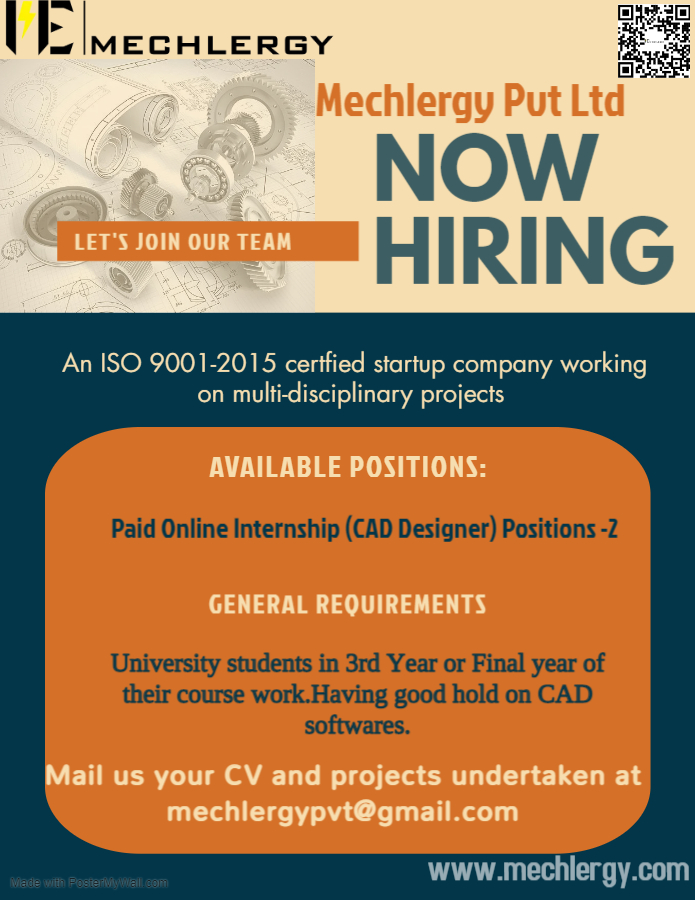 MECHLERGY
Mechlergy Put Ltd
NOW
HIRING
LET'S JOIN OUR TEAM
An ISO 9001-2015 certfied startup company working
on multi-disciplinary projects
AVAILABLE POSITIONS:
Paid Online Internship (CAD Designer) Positions -2
GENERAL REQUIREMENTS
University students in 3rd Year or Final year of
their course work.Having good hold on CAD
softwares.
Mail us your CV and projects undertaken at
mechlergypvt@gmail.com
www.mechlergy.com
Made with PosterMyWall.com